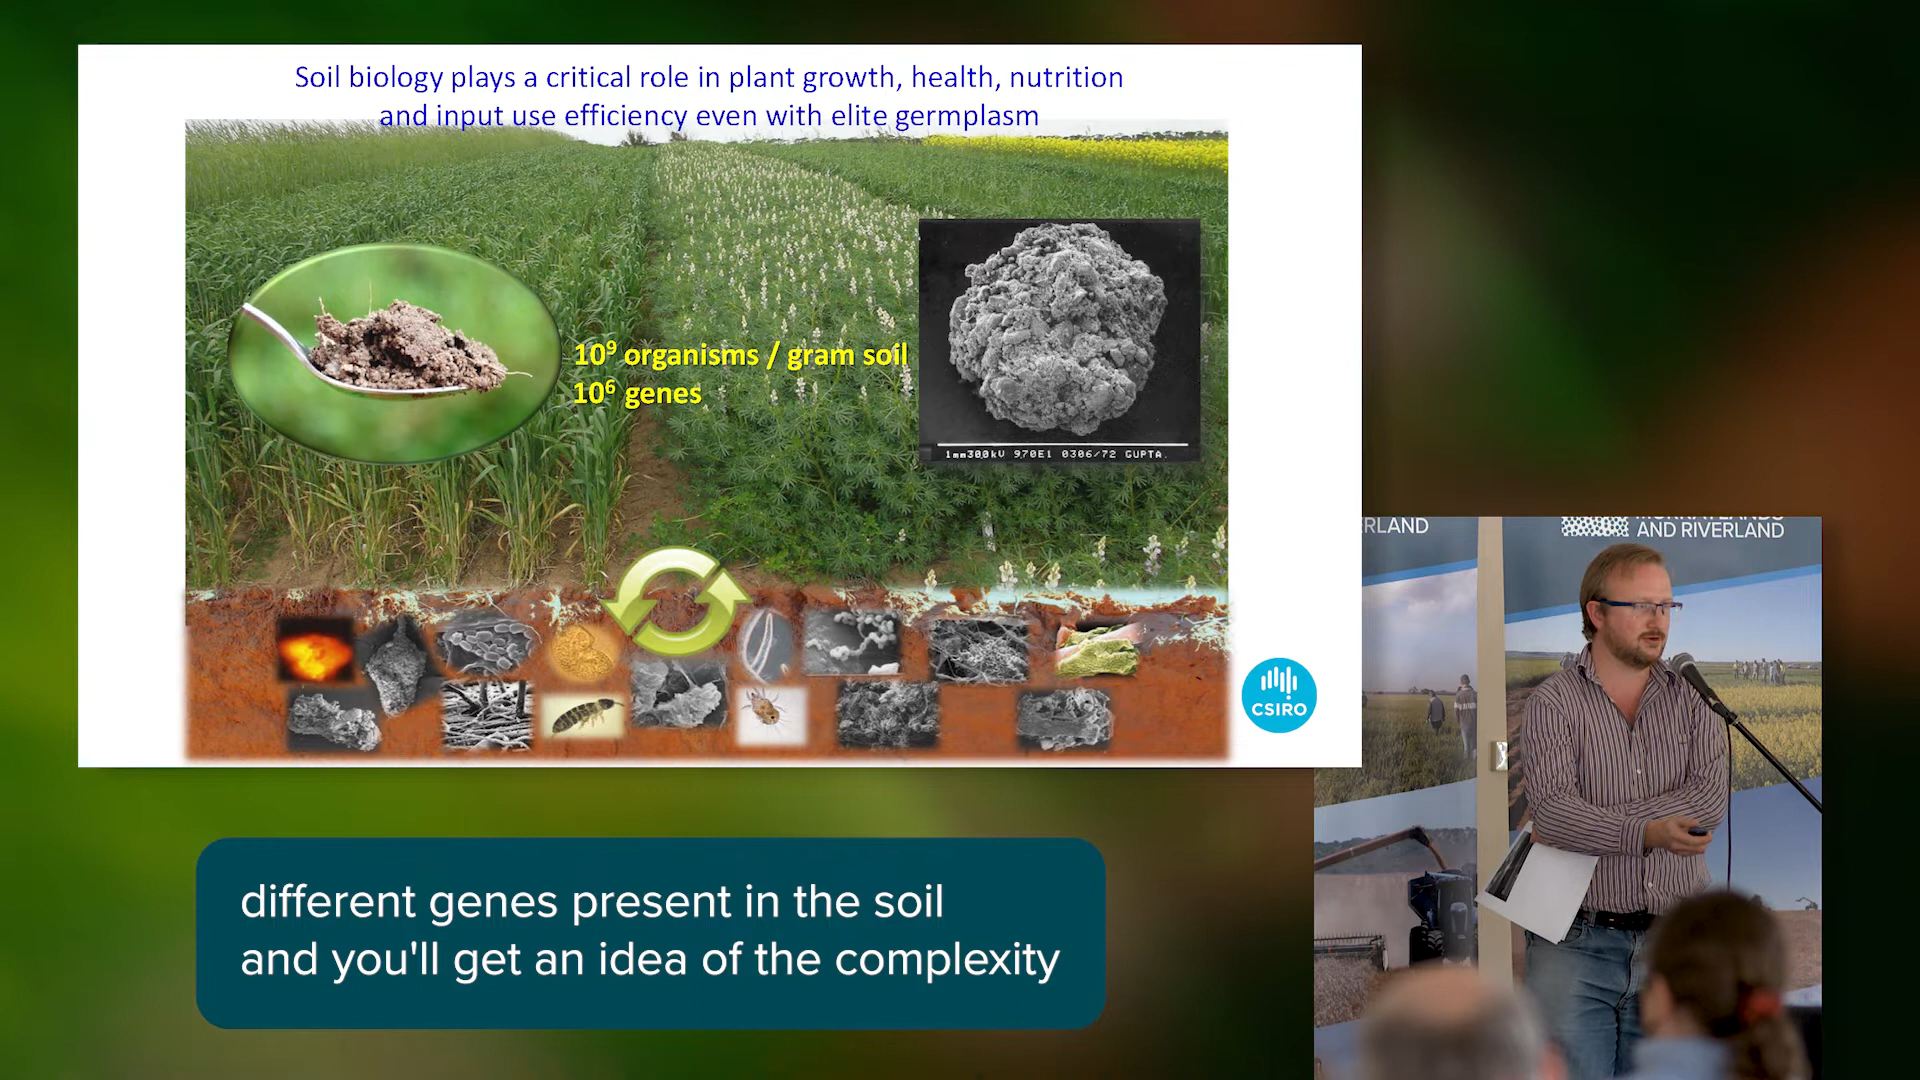 Soil biology plays a critical role in plant growth, health, nutrition
and input use efficiency even with elite germplasm
10⁹ organisms / gram soil
10⁶ genes
1mm300kV 970E1 0306/72 GUPTA
CSIRO
RLAND
AND RIVERLAND
different genes present in the soil
and you'll get an idea of the complexity